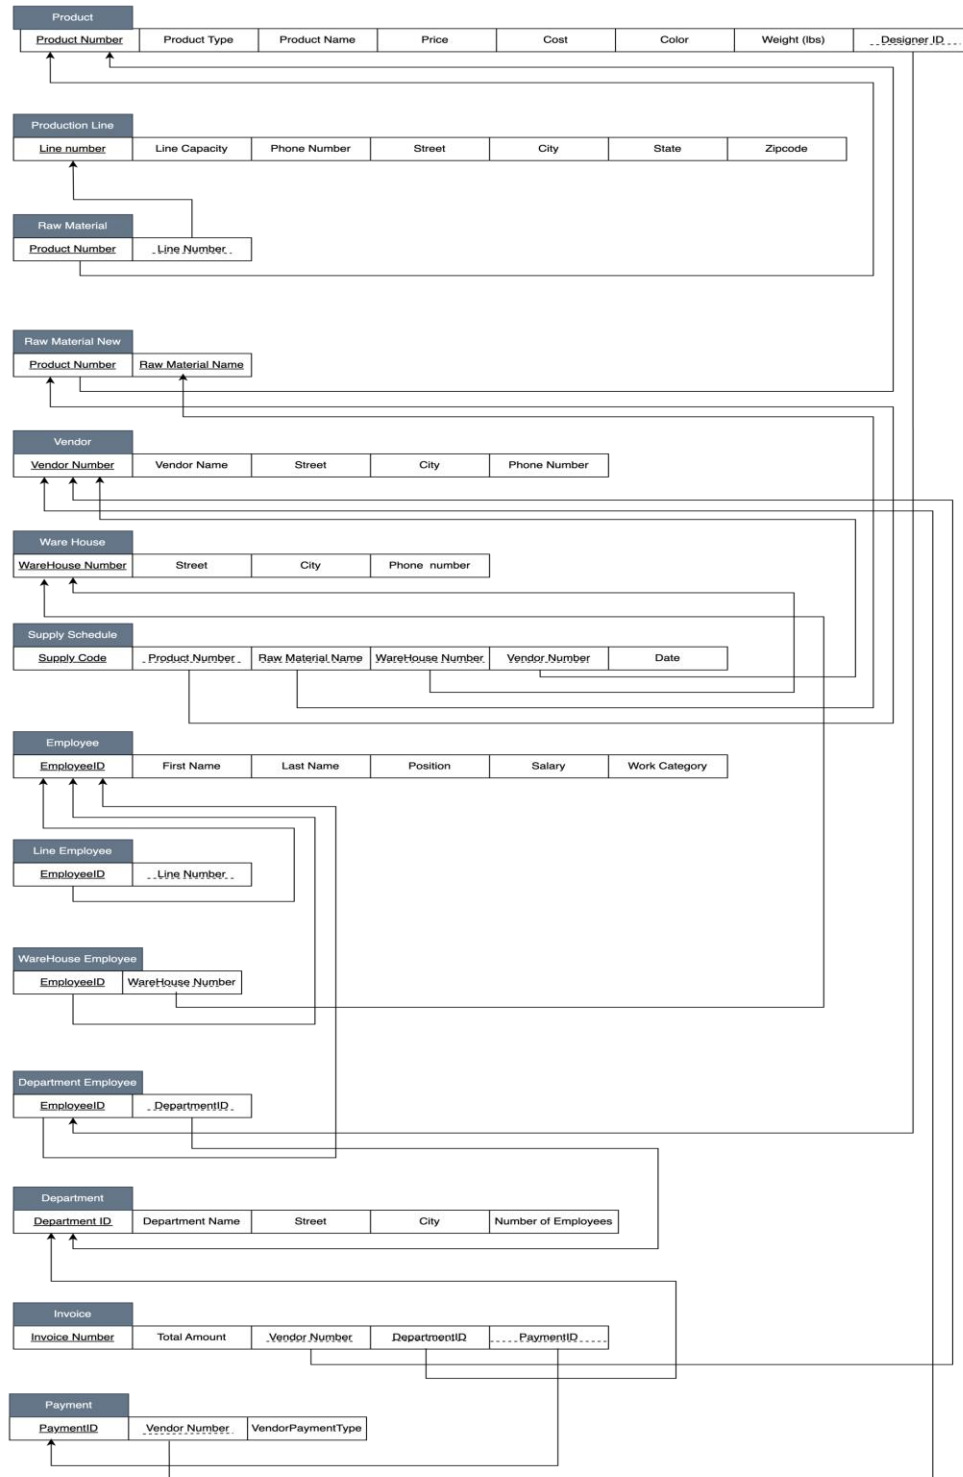 Product
Product Number Product Type Product Name Price Cost Color Weight (lbs) Designer ID
Production Line
Line number Line Capacity Phone Number Street City State Zipcode
Raw Material
Product Number Line Number
Raw Material New
Product Number Raw Material Name
Vendor
Vendor Number Vendor Name Street City Phone Number
Ware House
WareHouse Number Street City Phone number
Supply Schedule
Supply Code Product Number Raw Material Name WareHouse Number Vendor Number Date
Employee
EmployeeID First Name Last Name Position Salary Work Category
Line Employee
EmployeeID Line Number
WareHouse Employee
EmployeeID WareHouse Number
Department Employee
EmployeeID DepartmentID
Department
Department ID Department Name Street City Number of Employees
Invoice
Invoice Number Total Amount Vendor Number DepartmentID PaymentID
Payment
PaymentID Vendor Number VendorPaymentType